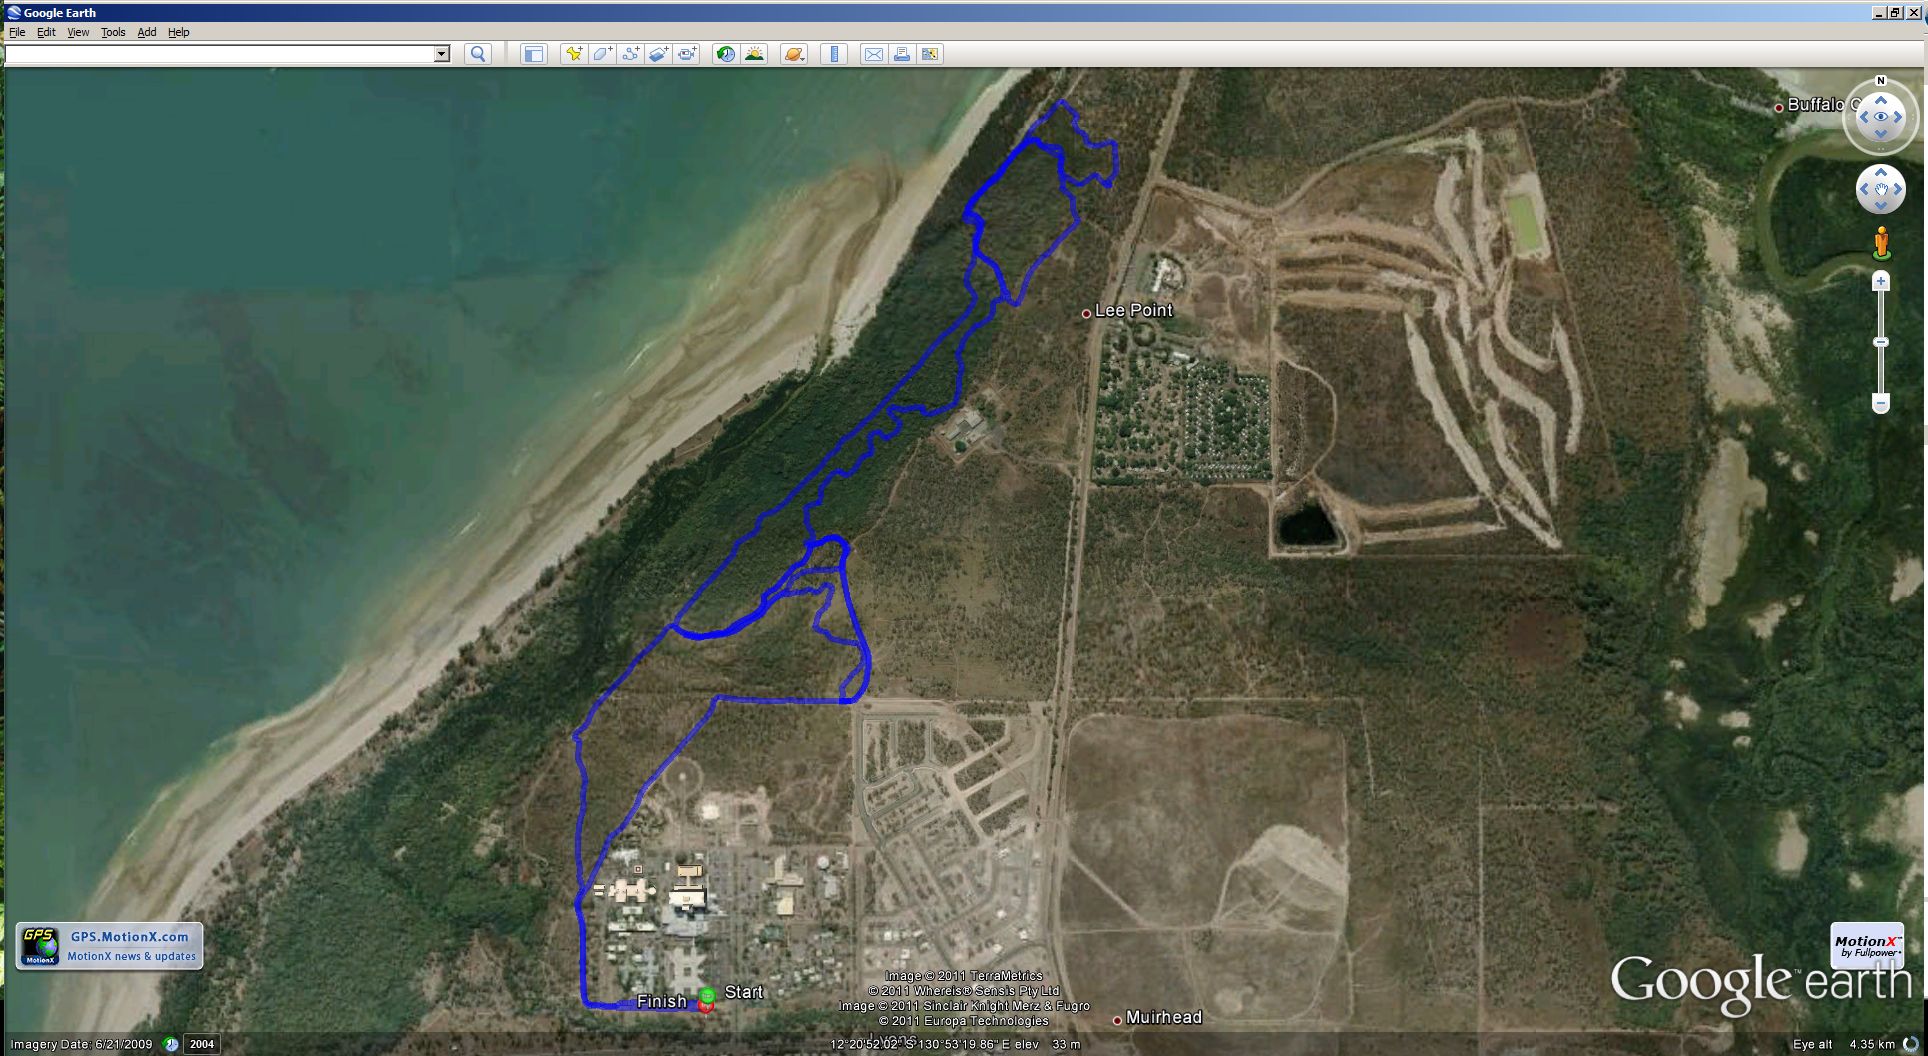 Google Earth
File Edit View Tools Add Help
N
Buffalo C
Lee Point
GPS
MotionX
GPS.MotionX.com
MotionX news & updates
Finish
Start
Image © 2011 TerraMetrics
© 2011 Whereis® Sensis Pty Ltd
Image © 2011 Sinclair Knight Merz & Fugro
© 2011 Europa Technologies
Muirhead
MotionX™
by Fullpower®
Google™ earth
Imagery Date: 6/21/2009
2004
Lyons
12°20'52.02" S 130°53'19.86" E elev 33 m
Eye alt 4.35 km